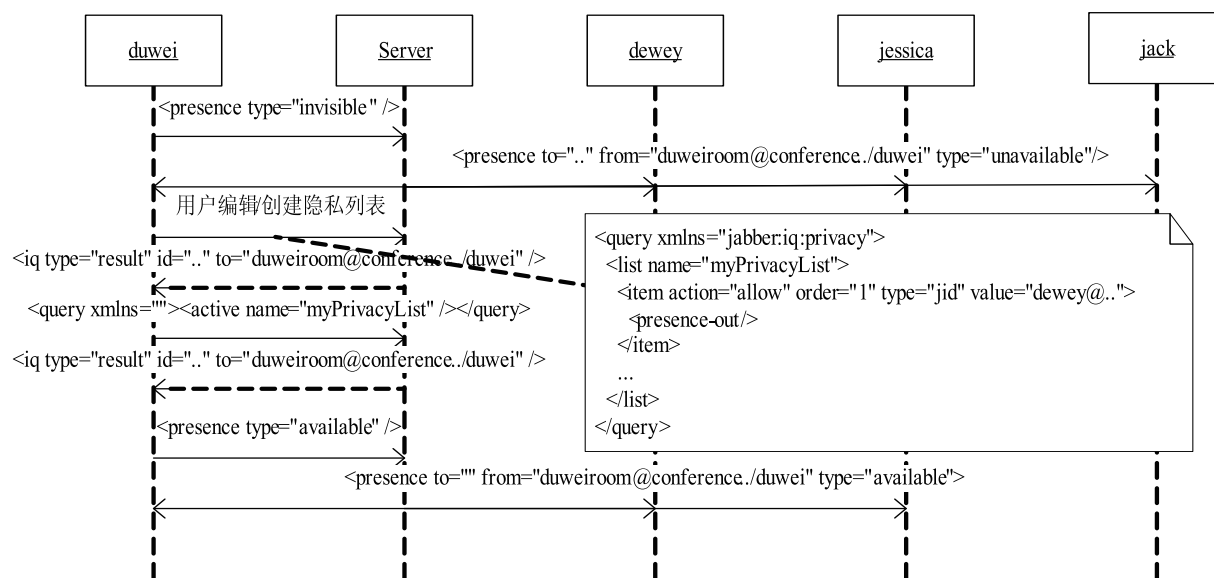 duwei
Server
dewey
jessica
jack
<presence type="invisible" />
<presence to=".." from="duweiroom@conference../duwei" type="unavailable"/>
用户编辑/创建隐私列表
<iq type="result" id=".." to="duweiroom@conference../duwei" />
<query xmlns=""><active name="myPrivacyList" /></query>
<iq type="result" id=".." to="duweiroom@conference../duwei" />
<presence type="available" />
<query xmlns="jabber:iq:privacy">
<list name="myPrivacyList">
<item action="allow" order="1" type="jid" value="dewey@..">
<presence-out/>
</item>
...
</list>
</query>
<presence to="" from="duweiroom@conference../duwei" type="available">